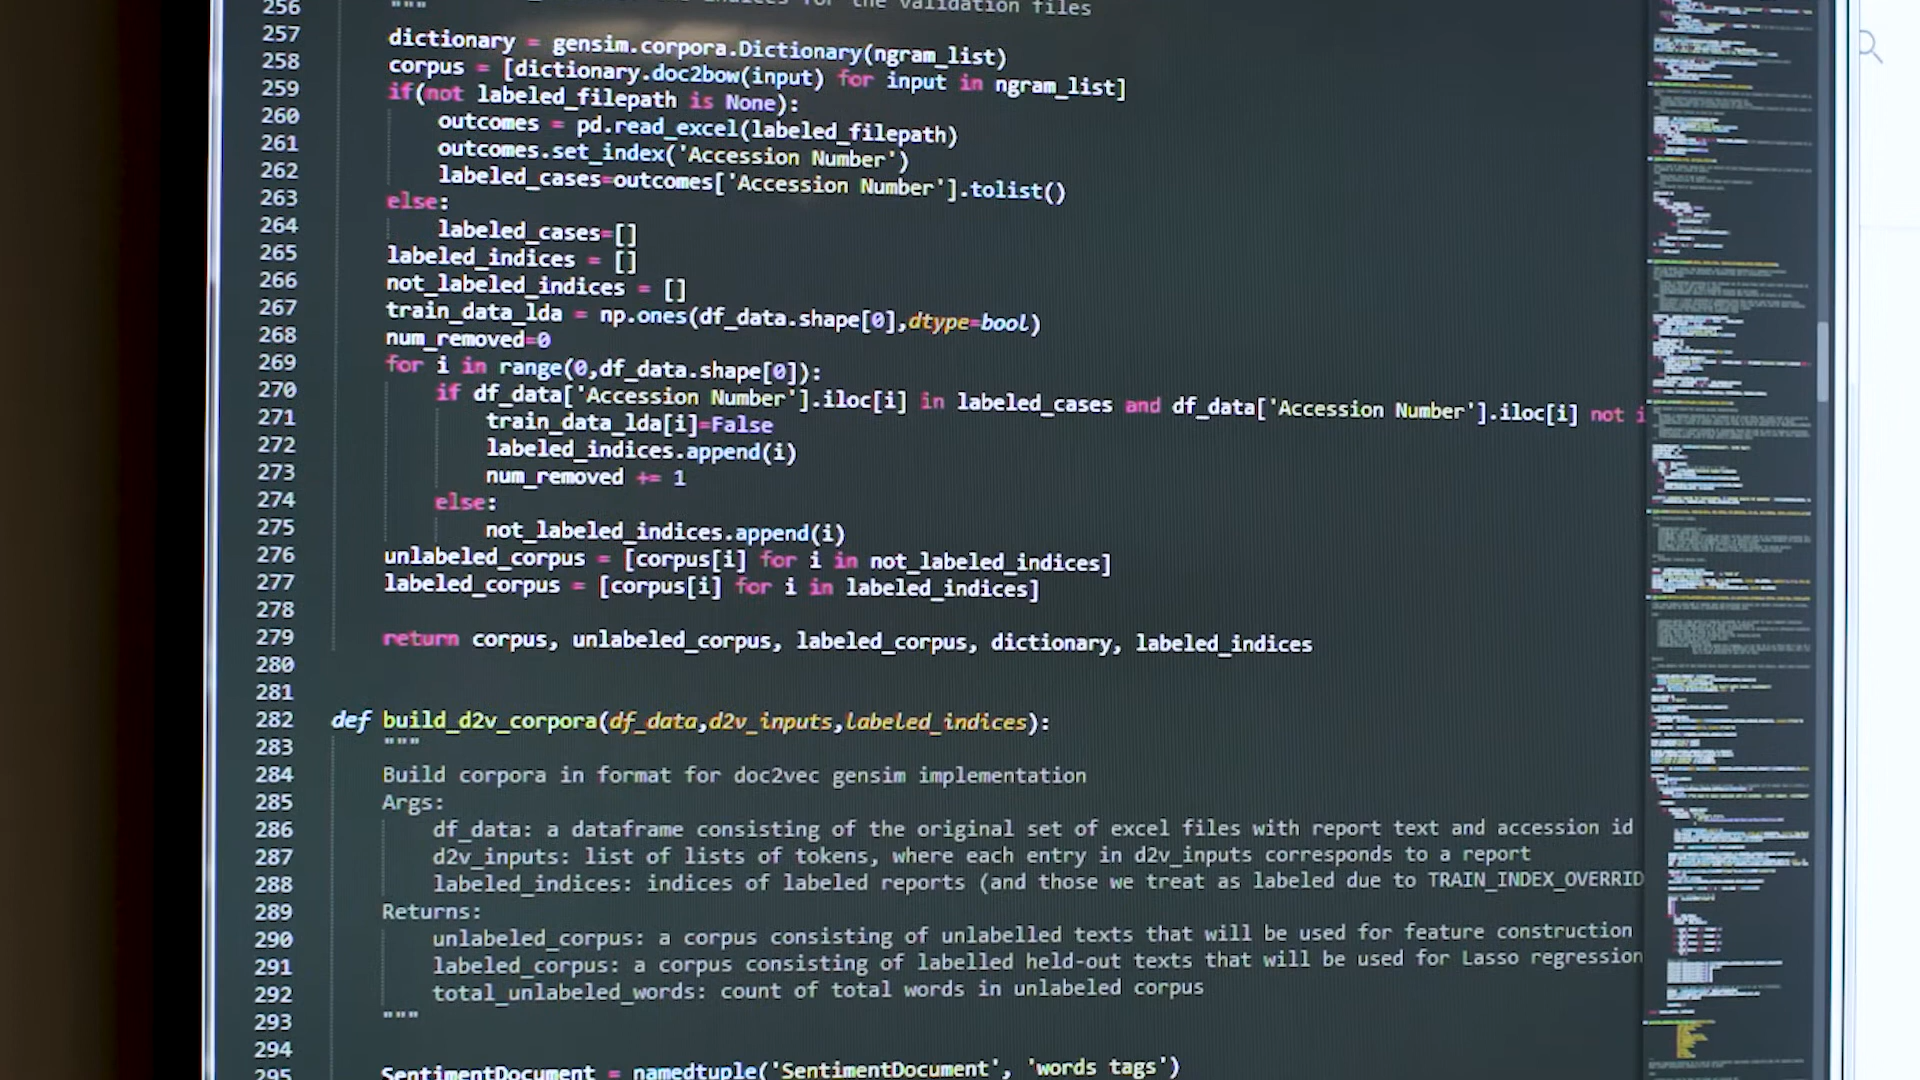 256 """ indices for the validation files
257 dictionary = gensim.corpora.Dictionary(ngram_list)
258 corpus = [dictionary.doc2bow(input) for input in ngram_list]
259 if(not labeled_filepath is None):
260 outcomes = pd.read_excel(labeled_filepath)
261 outcomes.set_index('Accession Number')
262 labeled_cases=outcomes['Accession Number'].tolist()
263 else:
264 labeled_cases=[]
265 labeled_indices = []
266 not_labeled_indices = []
267 train_data_lda = np.ones(df_data.shape[0],dtype=bool)
268 num_removed=0
269 for i in range(0,df_data.shape[0]):
270 if df_data['Accession Number'].iloc[i] in labeled_cases and df_data['Accession Number'].iloc[i] not i
271 train_data_lda[i]=False
272 labeled_indices.append(i)
273 num_removed += 1
274 else:
275 not_labeled_indices.append(i)
276 unlabeled_corpus = [corpus[i] for i in not_labeled_indices]
277 labeled_corpus = [corpus[i] for i in labeled_indices]
278
279 return corpus, unlabeled_corpus, labeled_corpus, dictionary, labeled_indices
280
281
282 def build_d2v_corpora(df_data,d2v_inputs,labeled_indices):
283 """
284 Build corpora in format for doc2vec gensim implementation
285 Args:
286 df_data: a dataframe consisting of the original set of excel files with report text and accession id
287 d2v_inputs: list of lists of tokens, where each entry in d2v_inputs corresponds to a report
288 labeled_indices: indices of labeled reports (and those we treat as labeled due to TRAIN_INDEX_OVERRID
289 Returns:
290 unlabeled_corpus: a corpus consisting of unlabelled texts that will be used for feature construction
291 labeled_corpus: a corpus consisting of labelled held-out texts that will be used for Lasso regression
292 total_unlabeled_words: count of total words in unlabeled corpus
293 """
294
295 SentimentDocument = namedtuple('SentimentDocument', 'words tags')